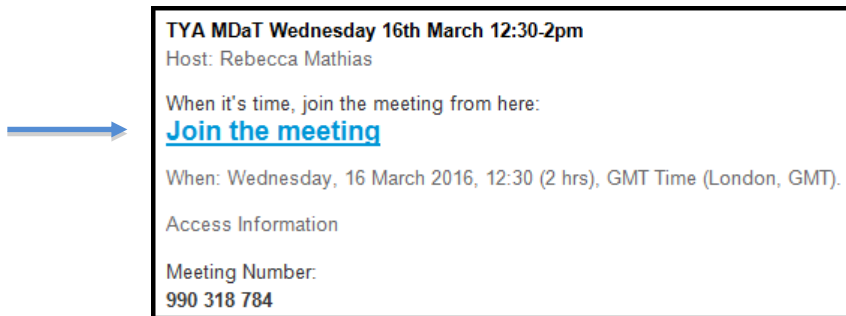 TYA MDaT Wednesday 16th March 12:30-2pm
Host: Rebecca Mathias
When it's time, join the meeting from here:
Join the meeting
When: Wednesday, 16 March 2016, 12:30 (2 hrs), GMT Time (London, GMT).
Access Information
Meeting Number:
990 318 784